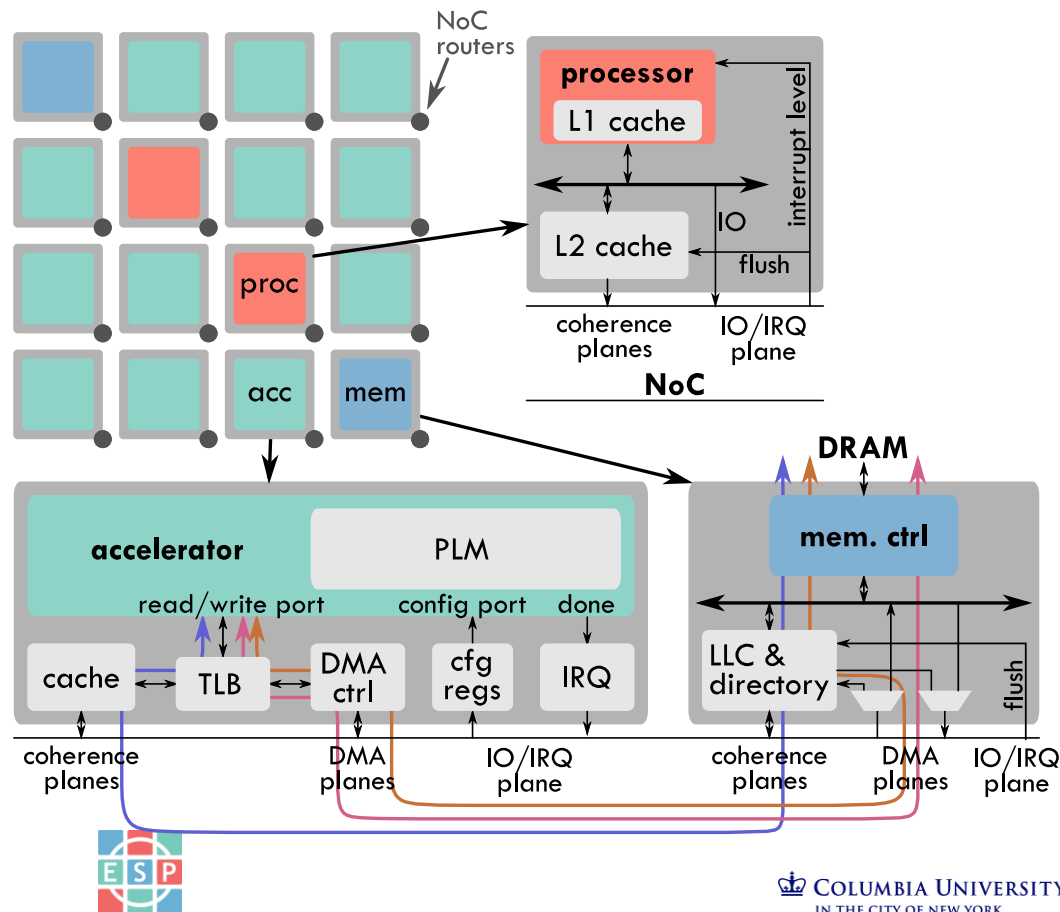 NoC
routers
proc
acc
mem
processor
L1 cache
L2 cache
IO
flush
interrupt level
coherence
planes
IO/IRQ
plane
NoC
accelerator
PLM
read/write port
config port
done
cache
TLB
DMA
ctrl
cfg
regs
IRQ
coherence
planes
DMA
planes
IO/IRQ
plane
DRAM
mem. ctrl
LLC &
directory
flush
coherence
planes
DMA
planes
IO/IRQ
plane
E S P
COLUMBIA UNIVERSITY
IN THE CITY OF NEW YORK